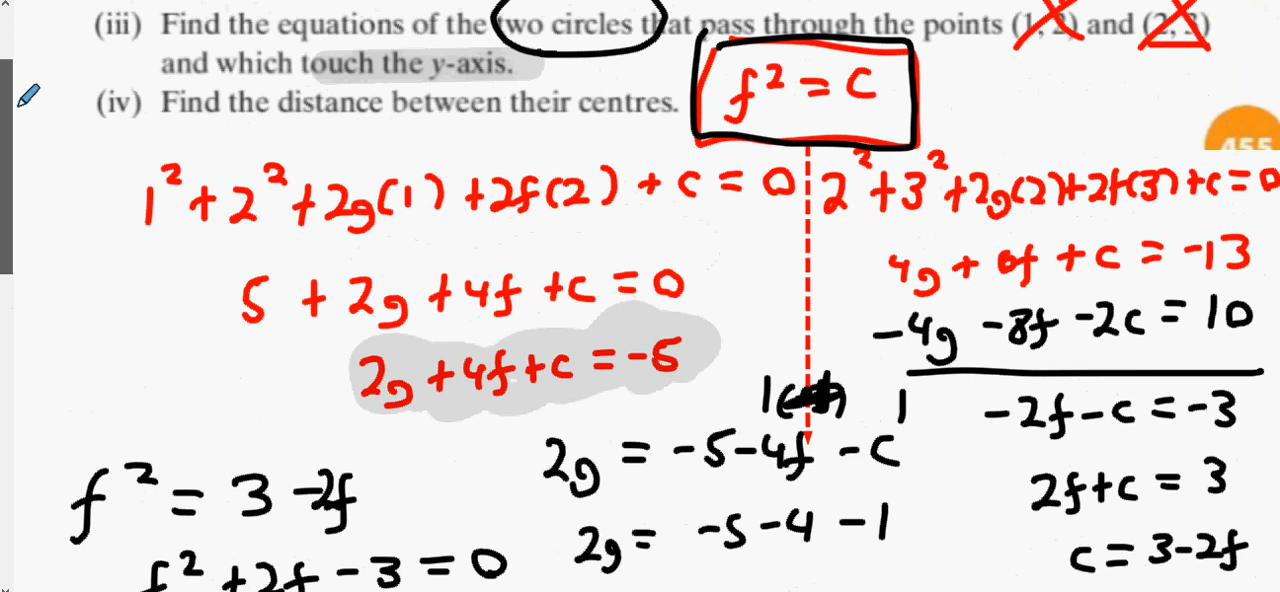 (iii) Find the equations of the two circles that pass through the points (1, 2) and (2, 3)
and which touch the y-axis.
(iv) Find the distance between their centres.
f² = C
455
1² + 2² + 2g(1) + 2f(2) + c = 0
2² + 3² + 2g(2) + 2f(3) + c = 0
5 + 2g + 4f + c = 0
4g + 6f + c = -13
2g + 4f + c = -5
-4g - 8f - 2c = 10
-2f - c = -3
2g = -5 - 4f - c
2f + c = 3
f² = 3 - 2f
2g = -5 - 4 - 1
c = 3 - 2f
f² + 2f - 3 = 0